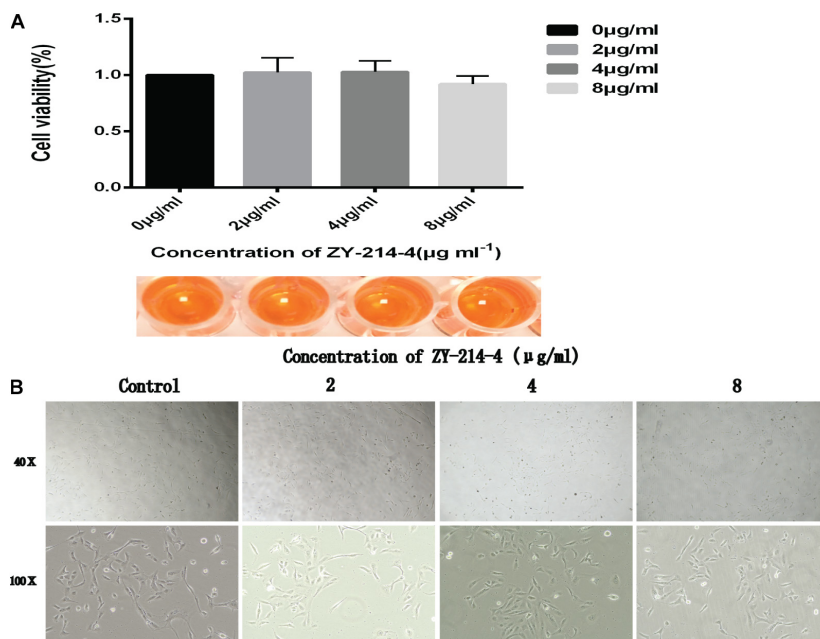 A
1.5
1.0
0.5
0.0
Cell viability(%)
0μg/ml
2μg/ml
4μg/ml
8μg/ml
Concentration of ZY-214-4(μg ml⁻¹)
0μg/ml
2μg/ml
4μg/ml
8μg/ml
Concentration of ZY-214-4 (μg/ml)
B
Control 2 4 8
40X
100X